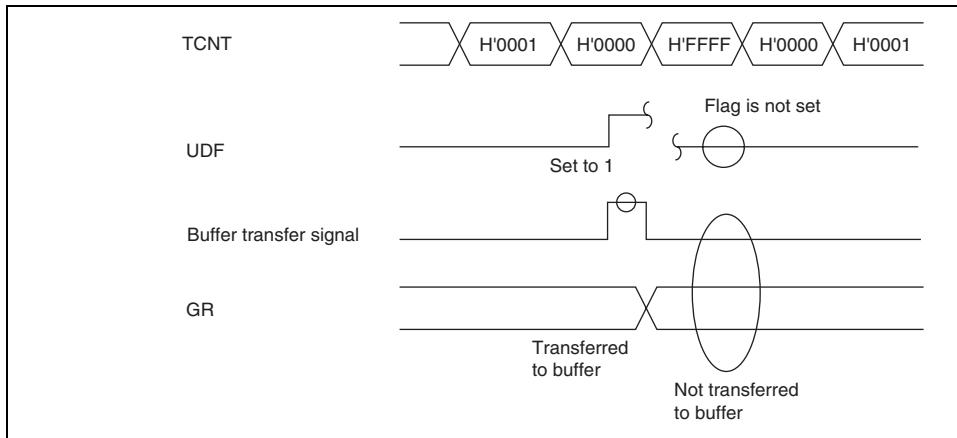 TCNT
H'0001 H'0000 H'FFFF H'0000 H'0001
Flag is not set
UDF
Set to 1
Buffer transfer signal
GR
Transferred
to buffer
Not transferred
to buffer